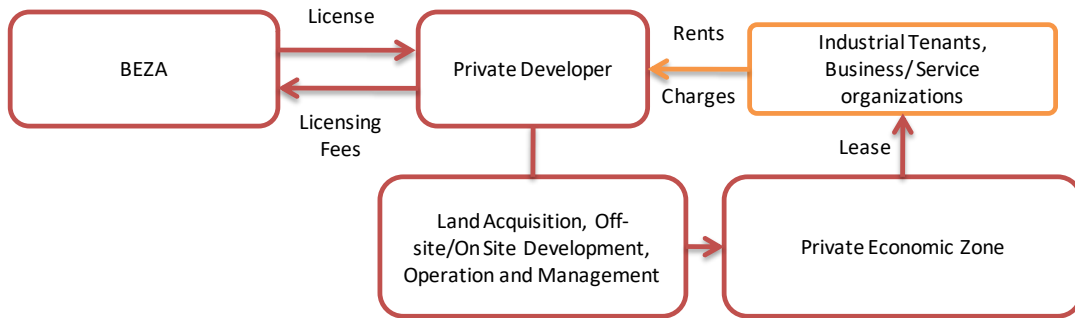 License
BEZA
Private Developer
Licensing
Fees
Rents
Charges
Industrial Tenants,
Business/ Service
organizations
Lease
Land Acquisition, Off-
site/On Site Development,
Operation and Management
Private Economic Zone